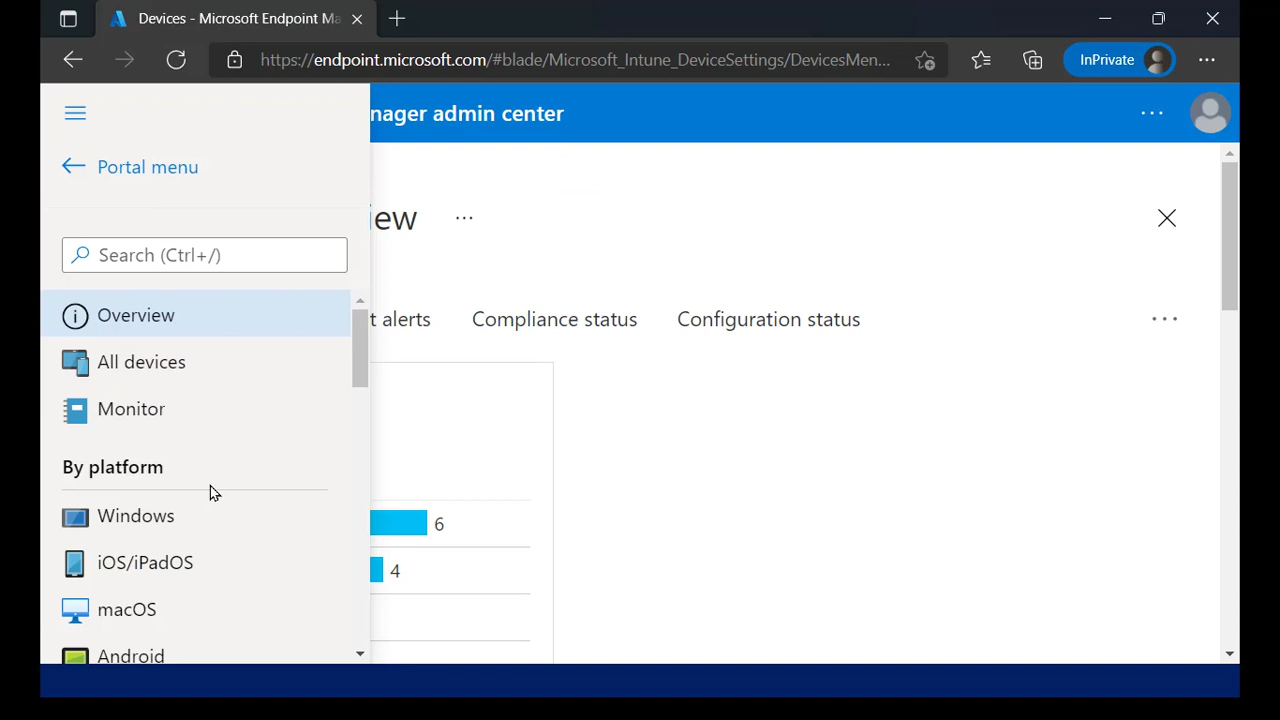 Devices - Microsoft Endpoint Ma
https://endpoint.microsoft.com/#blade/Microsoft_Intune_DeviceSettings/DevicesMen...
InPrivate
nager admin center
Portal menu
iew
Search (Ctrl+/)
Overview
t alerts
Compliance status
Configuration status
All devices
Monitor
By platform
Windows
6
iOS/iPadOS
4
macOS
Android